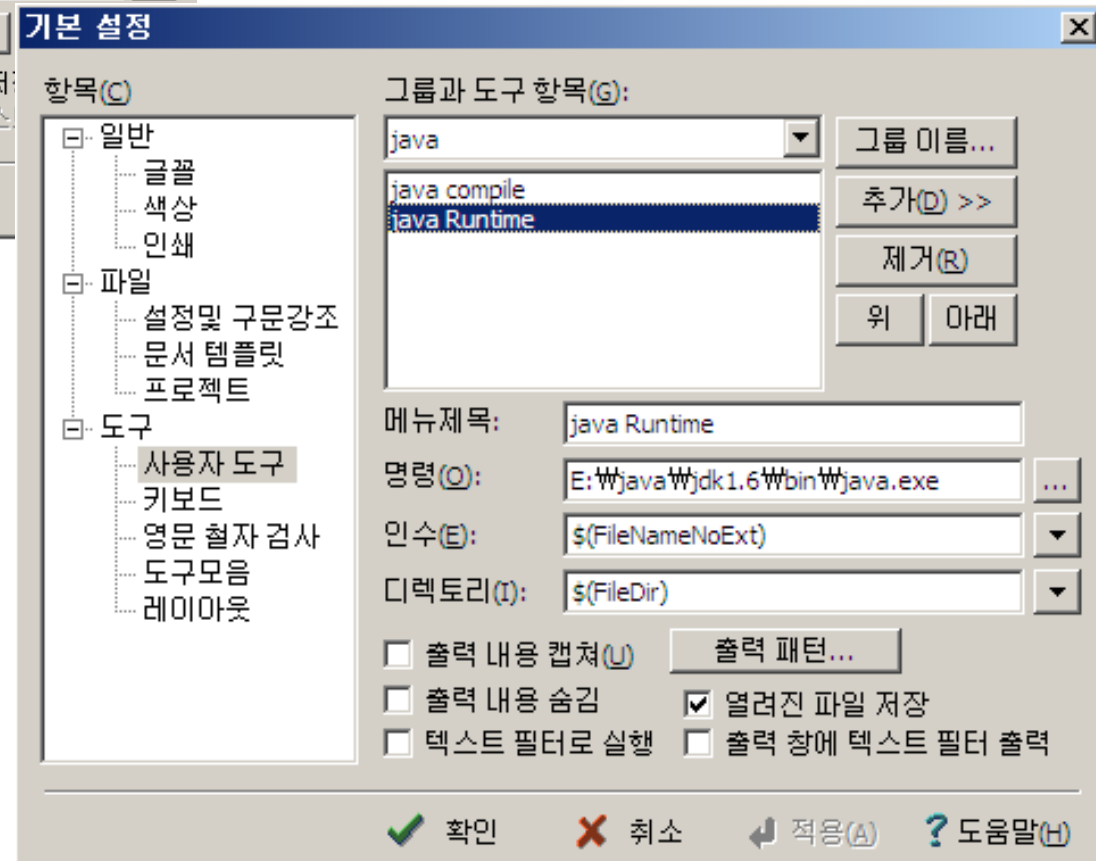 기본 설정
항목(C)
일반
글꼴
색상
인쇄
파일
설정및 구문강조
문서 템플릿
프로젝트
도구
사용자 도구
키보드
영문 철자 검사
도구모음
레이아웃
그룹과 도구 항목(G):
java
그룹 이름...
java compile
java Runtime
추가(D) >>
제거(R)
위
아래
메뉴제목:
java Runtime
명령(O):
E:₩java₩jdk1.6₩bin₩java.exe
...
인수(E):
$(FileNameNoExt)
디렉토리(I):
$(FileDir)
출력 내용 캡쳐(U)
출력 패턴...
출력 내용 숨김
열려진 파일 저장
텍스트 필터로 실행
출력 창에 텍스트 필터 출력
확인
취소
적용(A)
도움말(H)